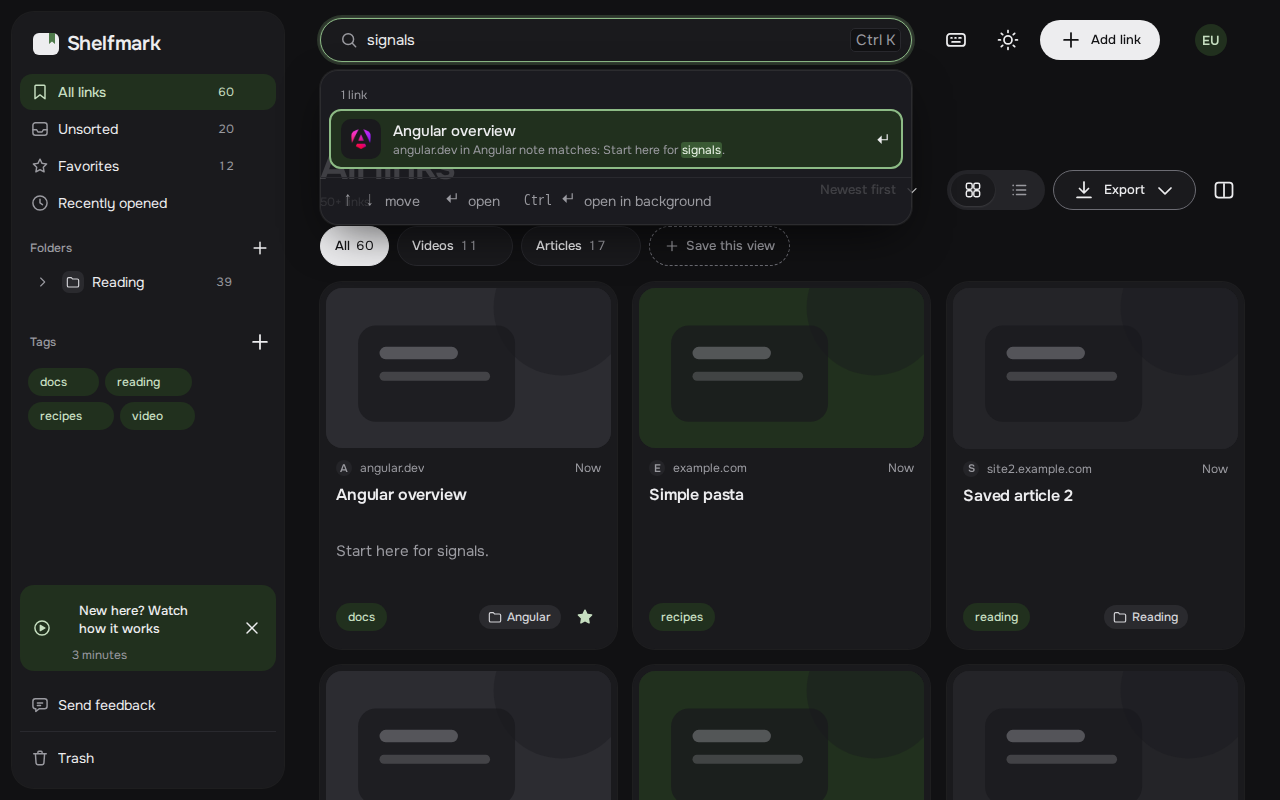 Shelfmark
All links 60
Unsorted 20
Favorites 12
Recently opened
Folders
Reading 39
Tags
docs reading
recipes video
New here? Watch
how it works
3 minutes
Send feedback
Trash
signals Ctrl K
Add link
EU
1 link
Angular overview
angular.dev in Angular note matches: Start here for signals.
All links
50+ links
↑ ↓ move ↵ open Ctrl ↵ open in background
Newest first
Export
All 60 Videos 11 Articles 17 Save this view
A angular.dev Now
Angular overview
Start here for signals.
docs Angular
E example.com Now
Simple pasta
recipes
S site2.example.com Now
Saved article 2
reading Reading